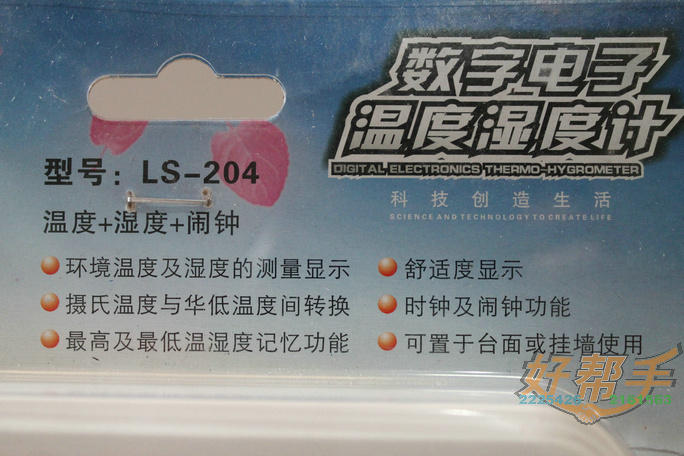 数字电子
温度湿度计
DIGITAL ELECTRONICS THERMO-HYGROMETER
科技创造生活
SCIENCE AND TECHNOLOGY TO CREATE LIFE
型号：LS-204
温度+湿度+闹钟
环境温度及湿度的测量显示
摄氏温度与华低温度间转换
最高及最低温湿度记忆功能
舒适度显示
时钟及闹钟功能
可置于台面或挂墙使用
好帮手